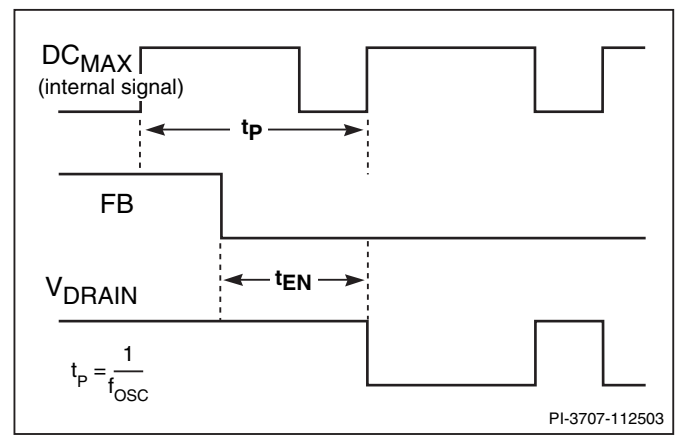 DCMAX
(internal signal)
tP
FB
tEN
VDRAIN
tP = 1/fOSC
PI-3707-112503